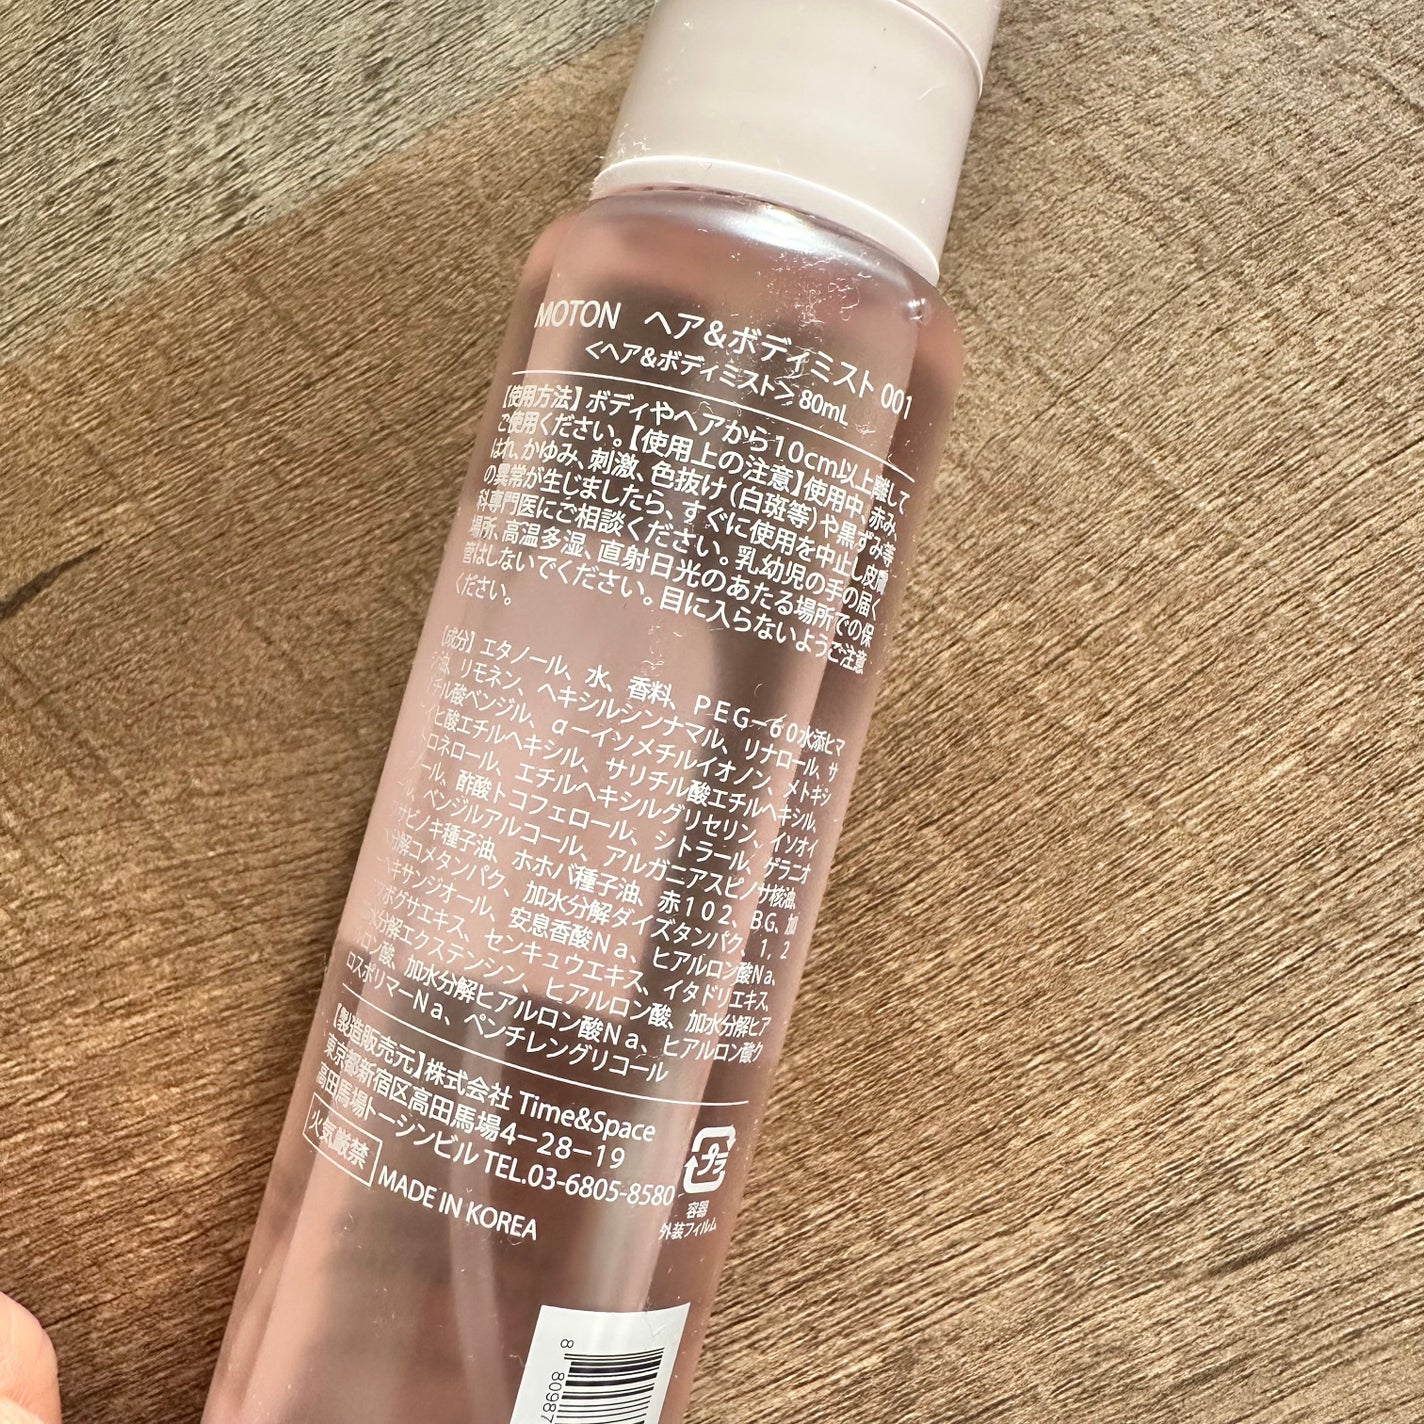 MOTON ヘア&ボディミスト 001
<ヘア&ボディミスト> 80mL
【使用方法】ボディやヘアから10cm以上離して
ご使用ください。【使用上の注意】使用中、赤み、
はれ、かゆみ、刺激、色抜け(白斑等)や黒ずみ等
の異常が生じましたら、すぐに使用を中止し皮膚
科専門医にご相談ください。乳幼児の手の届く
場所、高温多湿、直射日光のあたる場所での保
管はしないでください。目に入らないようご注意
ください。
【成分】エタノール、水、香料、PEG-60水添ヒマ
シ油、リモネン、ヘキシルシンナマル、リナロール、サ
チル酸ベンジル、α-イソメチルイオノン、メトキシ
イヒ酸エチルヘキシル、サリチル酸エチルヘキシル、
ロネロール、エチルヘキシルグリセリン、イソオイ
ール、酢酸トコフェロール、シトラール、ゲラニオ
ル、ベンジルアルコール、アルガニアスピノサ核油、
サビノキ種子油、ホホバ種子油、赤102、BG、加
分解コメタンパク、加水分解ダイズタンパク、1,2
ヘキサンジオール、安息香酸Na、ヒアルロン酸Na、
ボゲサエキス、センキュウエキス、イタドリエキス、
水分解エクステンシン、ヒアルロン酸、加水分解ヒア
ロン酸、加水分解ヒアルロン酸Na、ヒアルロン酸ク
ロスポリマーNa、ペンチレングリコール
【製造販売元】株式会社 Time&Space
東京都新宿区高田馬場4-28-19
高田馬場トーシンビル TEL.03-6805-8580
火気厳禁 MADE IN KOREA
プラ
容器
外装フィルム
8 80987